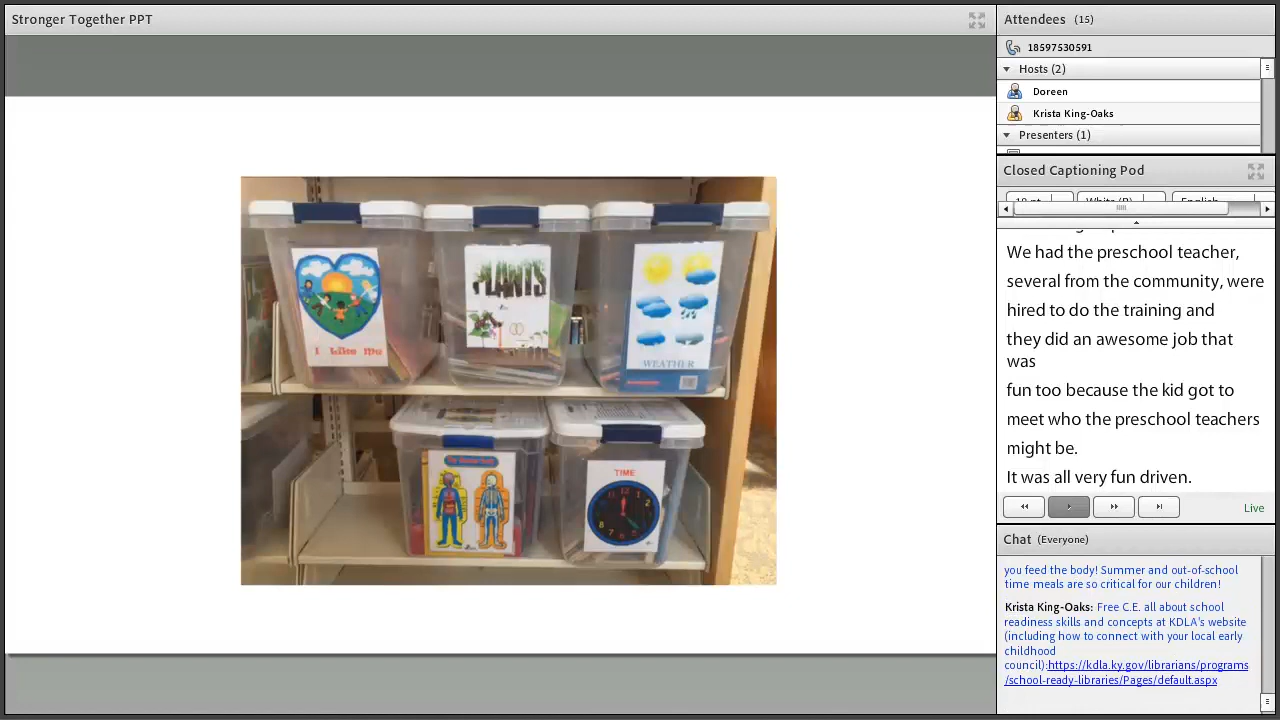 Stronger Together PPT
I Like Me
PLANTS
WEATHER
TIME
Attendees (15)
18597530591
Hosts (2)
Doreen
Krista King-Oaks
Presenters (1)
Closed Captioning Pod
We had the preschool teacher,
several from the community, were
hired to do the training and
they did an awesome job that
was
fun too because the kid got to
meet who the preschool teachers
might be.
It was all very fun driven.
Live
Chat (Everyone)
you feed the body! Summer and out-of-school
time meals are so critical for our children!
Krista King-Oaks: Free C.E. all about school
readiness skills and concepts at KDLA's website
(including how to connect with your local early
childhood
council):https://kdla.ky.gov/librarians/programs
/school-ready-libraries/Pages/default.aspx